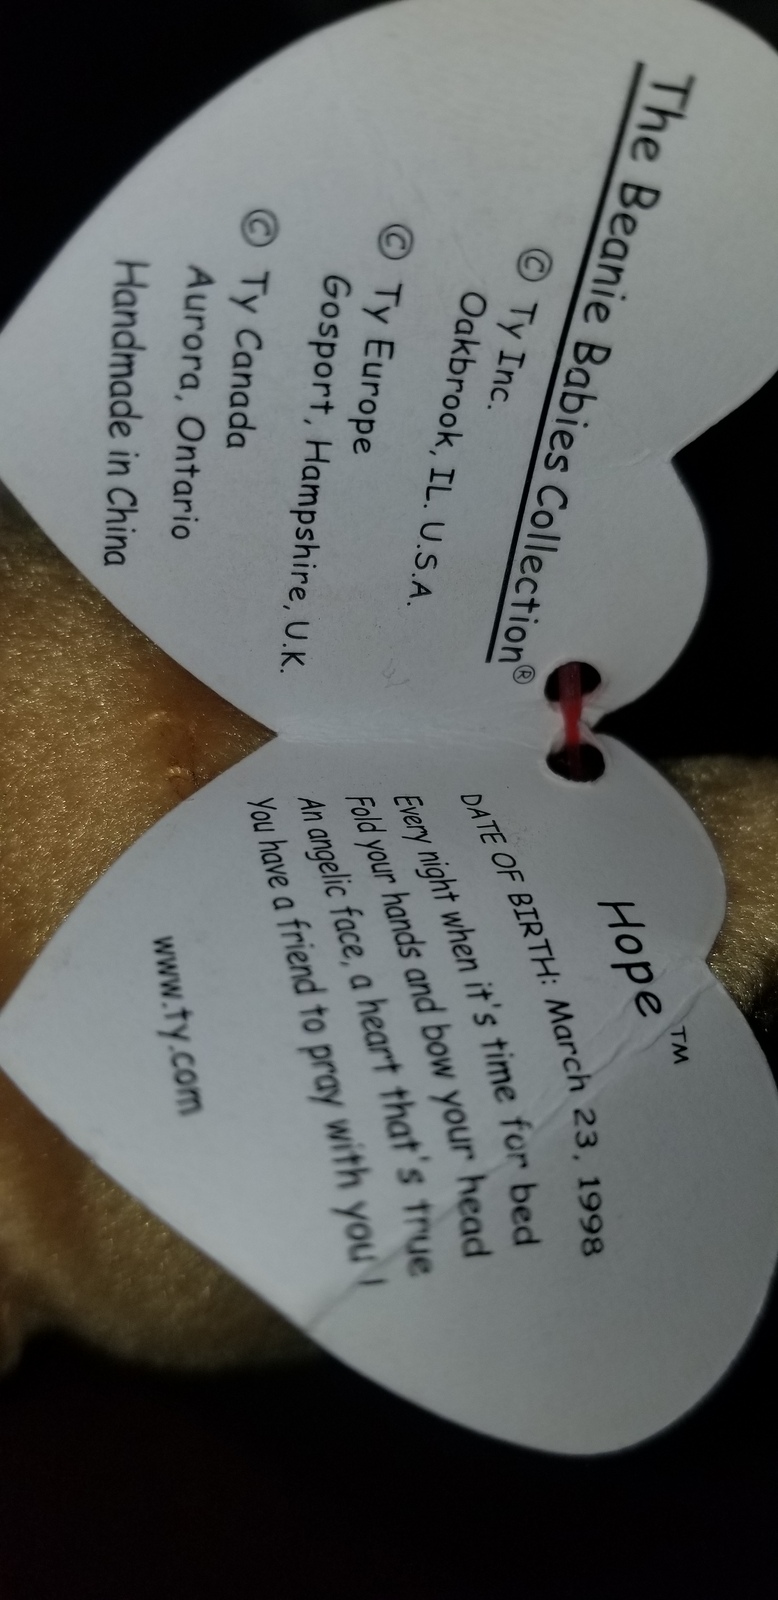 The Beanie Babies Collection®
© Ty Inc.
Oakbrook, IL. U.S.A.
© Ty Europe
Gosport, Hampshire, U.K.
© Ty Canada
Aurora, Ontario
Handmade in China
Hope ™
DATE OF BIRTH: March 23, 1998
Every night when it's time for bed
Fold your hands and bow your head
An angelic face, a heart that's true
You have a friend to pray with you!
www.ty.com